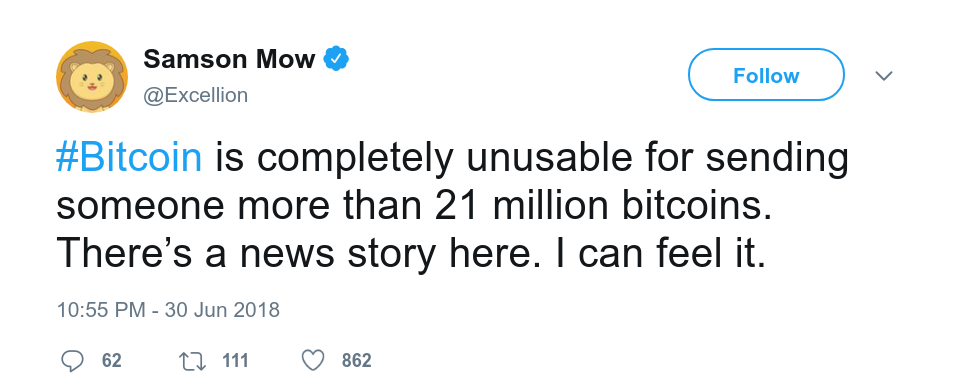 Samson Mow
@Excellion
Follow
#Bitcoin is completely unusable for sending
someone more than 21 million bitcoins.
There’s a news story here. I can feel it.
10:55 PM - 30 Jun 2018
62 111 862